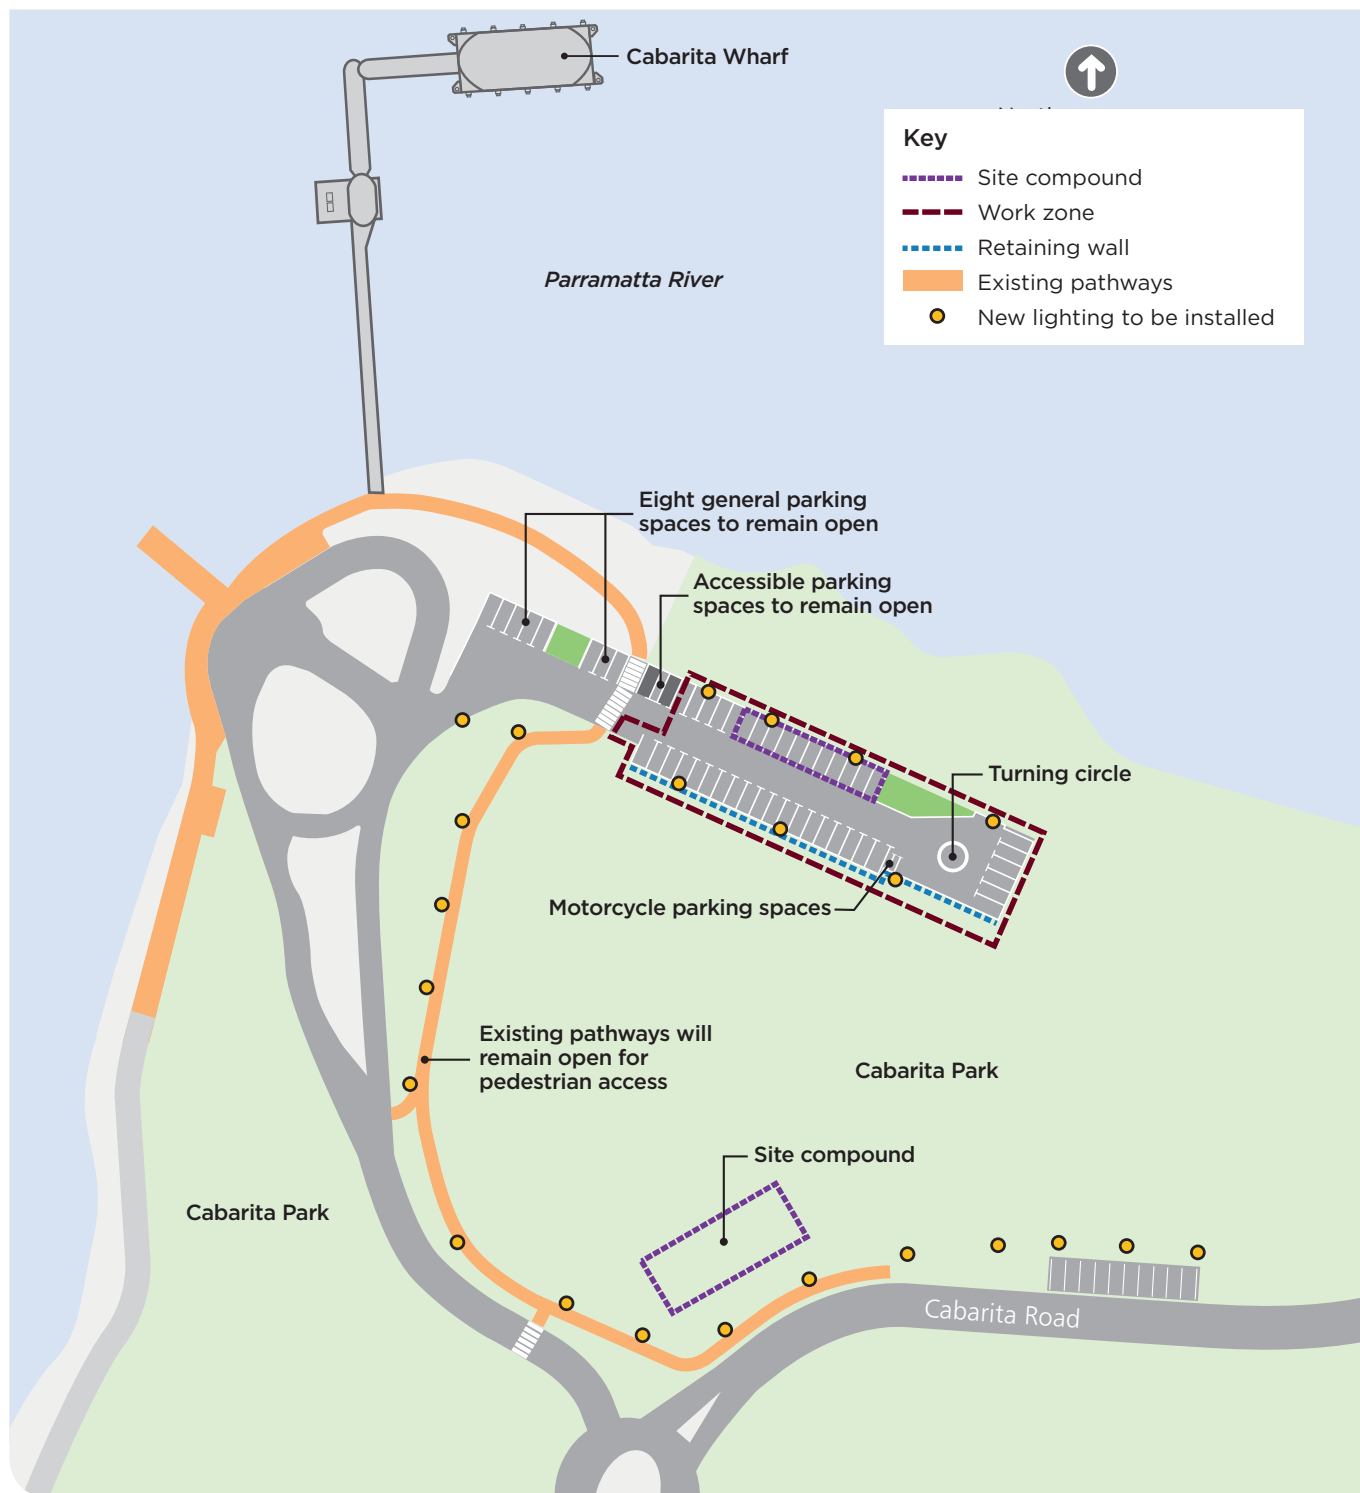 Cabarita Wharf
Key
Site compound
Work zone
Retaining wall
Existing pathways
New lighting to be installed
Parramatta River
Eight general parking
spaces to remain open
Accessible parking
spaces to remain open
Turning circle
Motorcycle parking spaces
Existing pathways will
remain open for
pedestrian access
Cabarita Park
Site compound
Cabarita Park
Cabarita Road